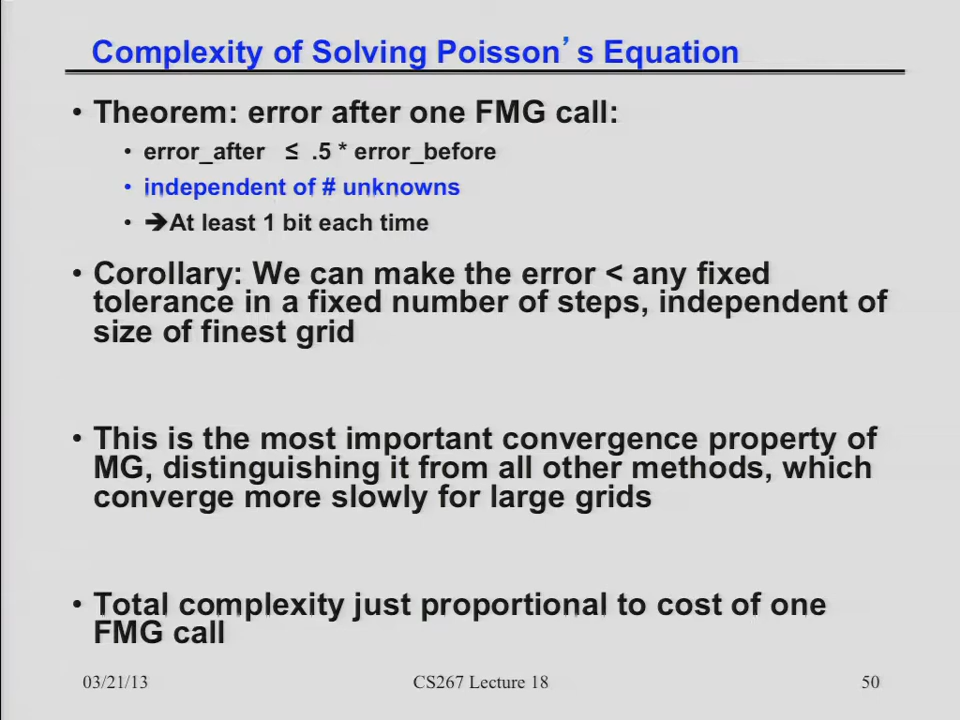 Complexity of Solving Poisson’s Equation
• Theorem: error after one FMG call:
• error_after ≤ .5 * error_before
• independent of # unknowns
• ➔At least 1 bit each time
• Corollary: We can make the error < any fixed
tolerance in a fixed number of steps, independent of
size of finest grid
• This is the most important convergence property of
MG, distinguishing it from all other methods, which
converge more slowly for large grids
• Total complexity just proportional to cost of one
FMG call
03/21/13 CS267 Lecture 18 50